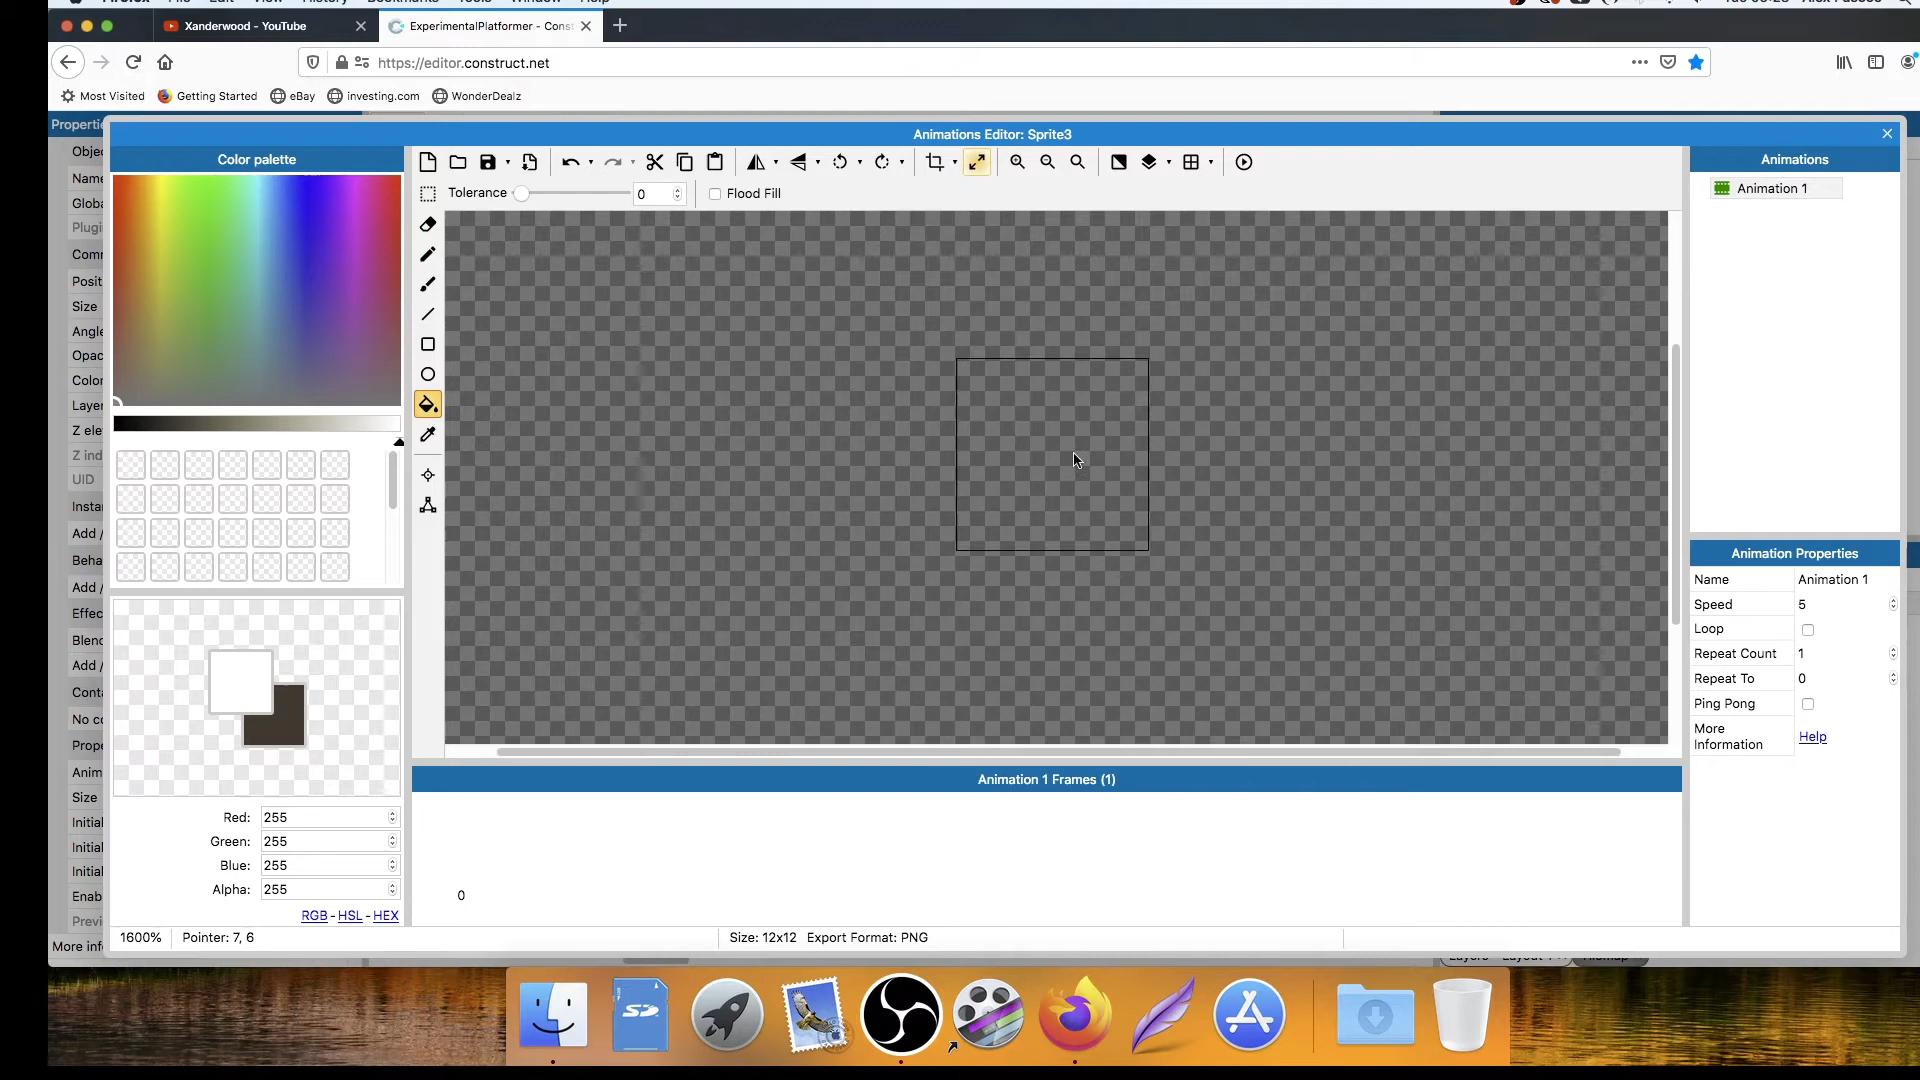 Xanderwood - YouTube
ExperimentalPlatformer - Const
https://editor.construct.net
Most Visited
Getting Started
eBay
investing.com
WonderDealz
Properti
Animations Editor: Sprite3
Objec
Name
Globa
Plugi
Comm
Posit
Size
Angle
Opac
Color
Layer
Z ele
Z ind
UID
Insta
Add /
Beha
Add /
Effec
Blend
Add /
Conta
No co
Prope
Anim
Size
Initial
Initial
Initial
Enab
Previ
More inf
Color palette
Red: 255
Green: 255
Blue: 255
Alpha: 255
RGB - HSL - HEX
Tolerance
0
Flood Fill
Animation 1 Frames (1)
0
1600%
Pointer: 7, 6
Size: 12x12 Export Format: PNG
Animations
Animation 1
Animation Properties
Name Animation 1
Speed 5
Loop
Repeat Count 1
Repeat To 0
Ping Pong
More
Information
Help
SD